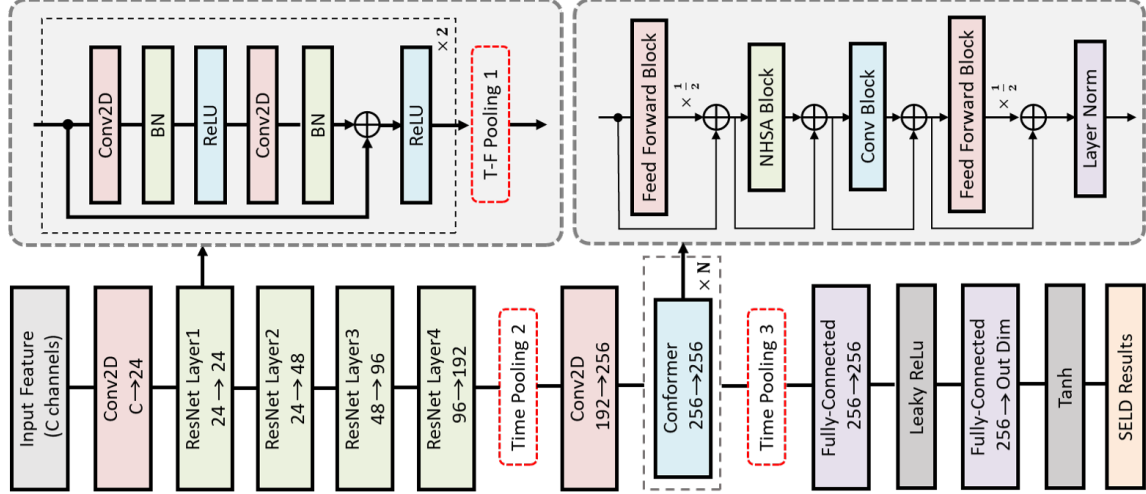 Conv2D
BN
ReLU
Conv2D
BN
ReLU
× 2
T-F Pooling 1
Feed Forward Block
× 1/2
NHSA Block
Conv Block
Feed Forward Block
× 1/2
Layer Norm
Input Feature
(C channels)
Conv2D
C→24
ResNet Layer1
24→ 24
ResNet Layer2
24→48
ResNet Layer3
48→96
ResNet Layer4
96→192
Time Pooling 2
Conv2D
192→256
Conformer
256→256
× N
Time Pooling 3
Fully-Connected
256→256
Leaky ReLu
Fully-Connected
256→ Out Dim
Tanh
SELD Results